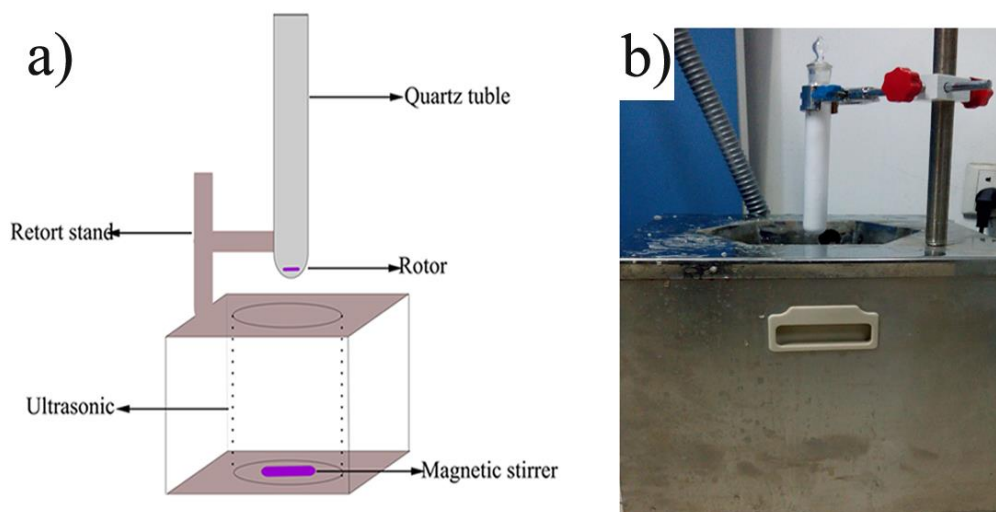 a)
b)
Quartz tuble
Retort stand
Rotor
Ultrasonic
Magnetic stirrer